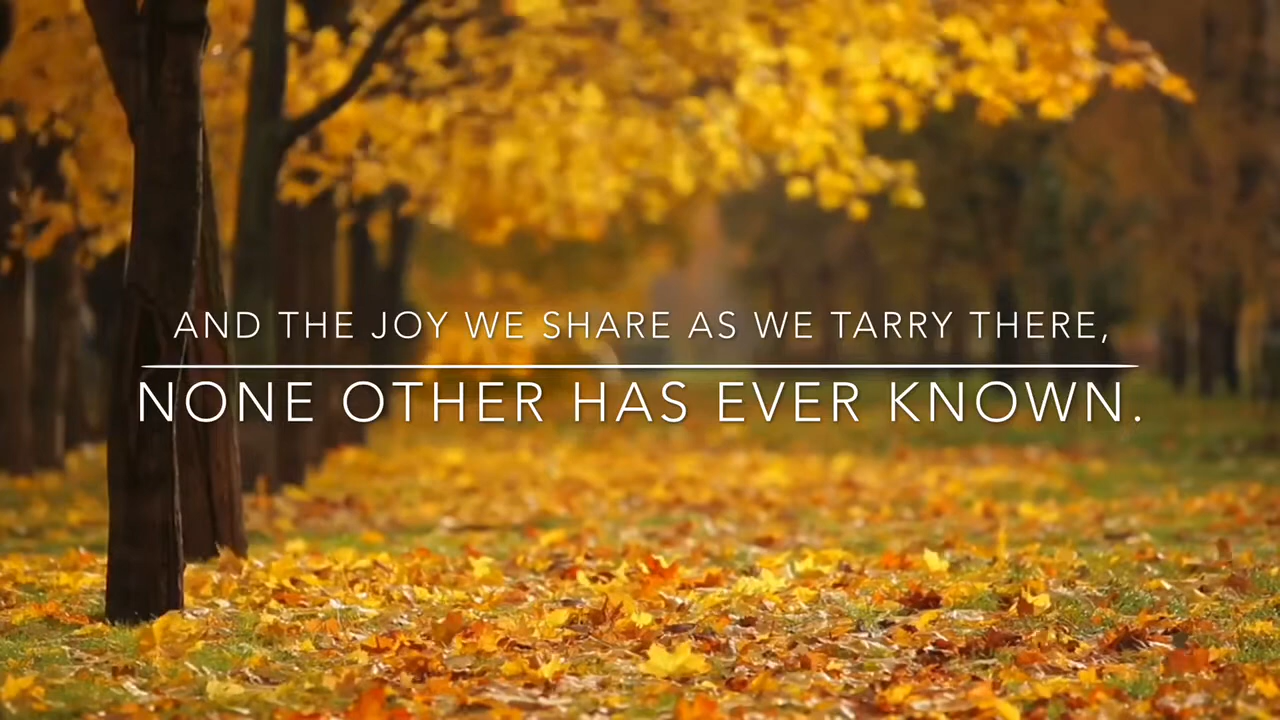 AND THE JOY WE SHARE AS WE TARRY THERE,
NONE OTHER HAS EVER KNOWN.